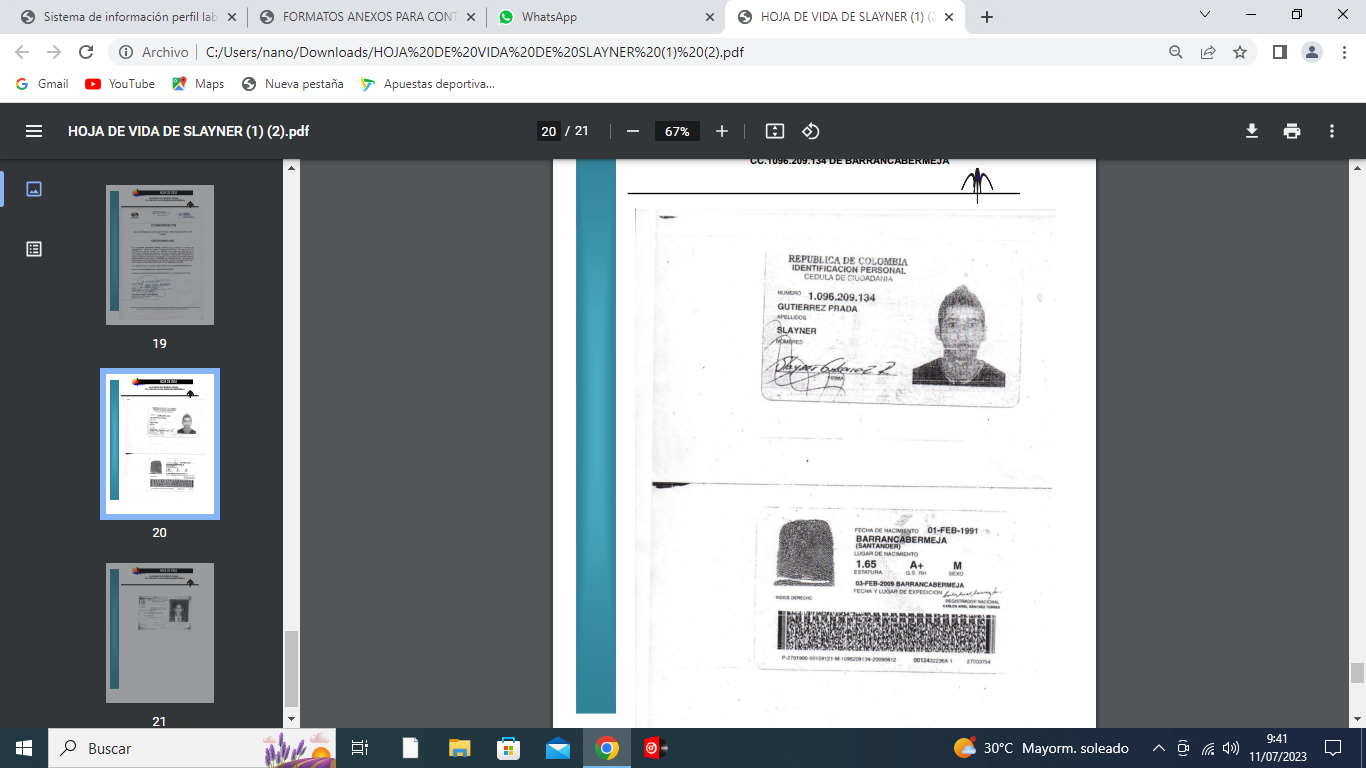 Sistema de información perfil lab
FORMATOS ANEXOS PARA CONT
WhatsApp
HOJA DE VIDA DE SLAYNER (1) (2
Archivo
C:/Users/nano/Downloads/HOJA%20DE%20VIDA%20DE%20SLAYNER%20(1)%20(2).pdf
Gmail
YouTube
Maps
Nueva pestaña
Apuestas deportiva...
HOJA DE VIDA DE SLAYNER (1) (2).pdf
20 / 21
67%
19
20
21
CC.1096.209.134 DE BARRANCABERMEJA
REPUBLICA DE COLOMBIA
IDENTIFICACION PERSONAL
CEDULA DE CIUDADANIA
NUMERO 1.096.209.134
GUTIERREZ PRADA
APELLIDOS
SLAYNER
NOMBRES
FIRMA
FECHA DE NACIMIENTO 01-FEB-1991
BARRANCABERMEJA
(SANTANDER)
LUGAR DE NACIMIENTO
1.65 A+ M
ESTATURA G.S. RH SEXO
03-FEB-2009 BARRANCABERMEJA
FECHA Y LUGAR DE EXPEDICION
INDICE DERECHO
REGISTRADOR NACIONAL
CARLOS ARIEL SÁNCHEZ TORRES
Buscar
30°C Mayorm. soleado
9:41
11/07/2023